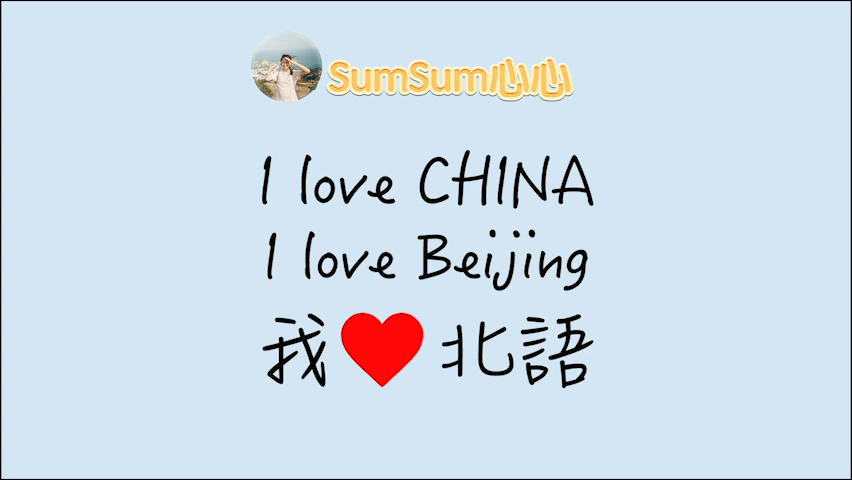 SumSum心心
I love CHINA
I love Beijing
我❤北語